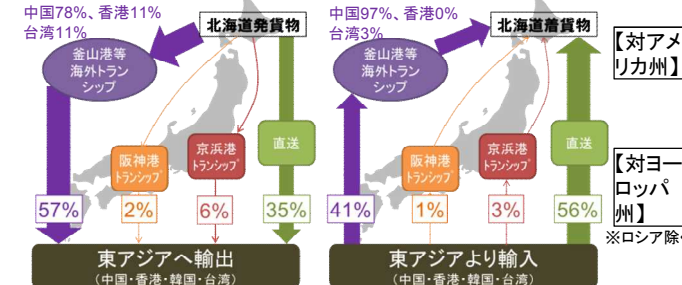 中国78%、香港11%
台湾11%
北海道発貨物
釜山港等
海外トラン
シップ
阪神港
トランシップ
京浜港
トランシップ
直送
57%
2%
6%
35%
東アジアへ輸出
(中国・香港・韓国・台湾)
中国97%、香港0%
台湾3%
北海道着貨物
釜山港等
海外トラン
シップ
阪神港
トランシップ
京浜港
トランシップ
直送
41%
1%
3%
56%
東アジアより輸入
(中国・香港・韓国・台湾)
【対アメ
リカ州】
【対ヨー
ロッパ
州】
※ロシア除